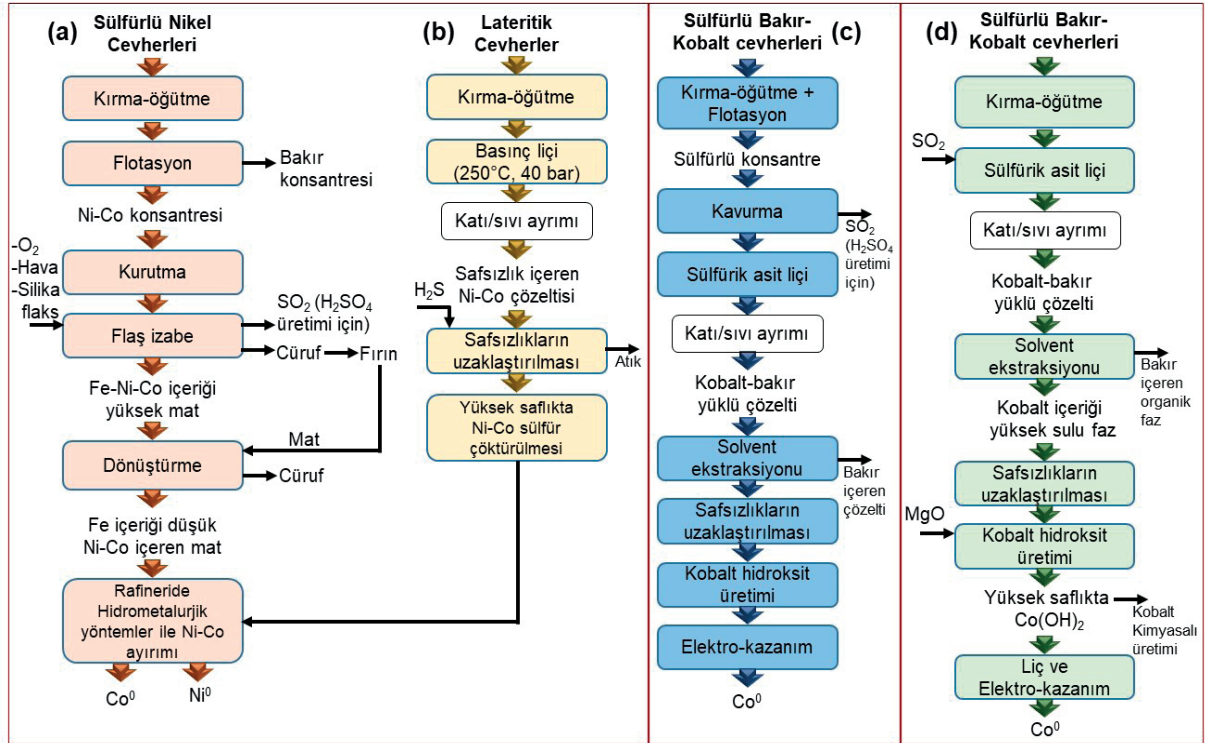 (a)
Sülfürlü Nikel
Cevherleri
Kırma-öğütme
Flotasyon
Bakır
konsantresi
Ni-Co konsantresi
-O2
-Hava
-Silika
flaks
Kurutma
Flaş izabe
SO2 (H2SO4
üretimi için)
Cüruf
Fırın
Fe-Ni-Co içeriği
yüksek mat
Mat
Dönüştürme
Cüruf
Fe içeriği düşük
Ni-Co içeren mat
Rafineride
Hidrometalurjik
yöntemler ile Ni-Co
ayırımı
Co0
Ni0
(b)
Lateritik
Cevherler
Kırma-öğütme
Basınç liçi
(250°C, 40 bar)
Katı/sıvı ayrımı
Safsızlık içeren
Ni-Co çözeltisi
H2S
Safsızlıkların
uzaklaştırılması
Atık
Yüksek saflıkta
Ni-Co sülfür
çöktürülmesi
Sülfürlü Bakır-
Kobalt cevherleri
(c)
Kırma-öğütme +
Flotasyon
Sülfürlü konsantre
Kavurma
SO2
(H2SO4
üretimi
için)
Sülfürik asit liçi
Katı/sıvı ayrımı
Kobalt-bakır
yüklü çözelti
Solvent
ekstraksiyonu
Bakır
içeren
çözelti
Safsızlıkların
uzaklaştırılması
Kobalt hidroksit
üretimi
Elektro-kazanım
Co0
(d)
Sülfürlü Bakır-
Kobalt cevherleri
Kırma-öğütme
SO2
Sülfürik asit liçi
Katı/sıvı ayrımı
Kobalt-bakır
yüklü çözelti
Solvent
ekstraksiyonu
Bakır
içeren
organik
faz
Kobalt içeriği
yüksek sulu faz
Safsızlıkların
uzaklaştırılması
MgO
Kobalt hidroksit
üretimi
Yüksek saflıkta
Co(OH)2
Kobalt
Kimyasalı
üretimi
Liç ve
Elektro-kazanım
Co0